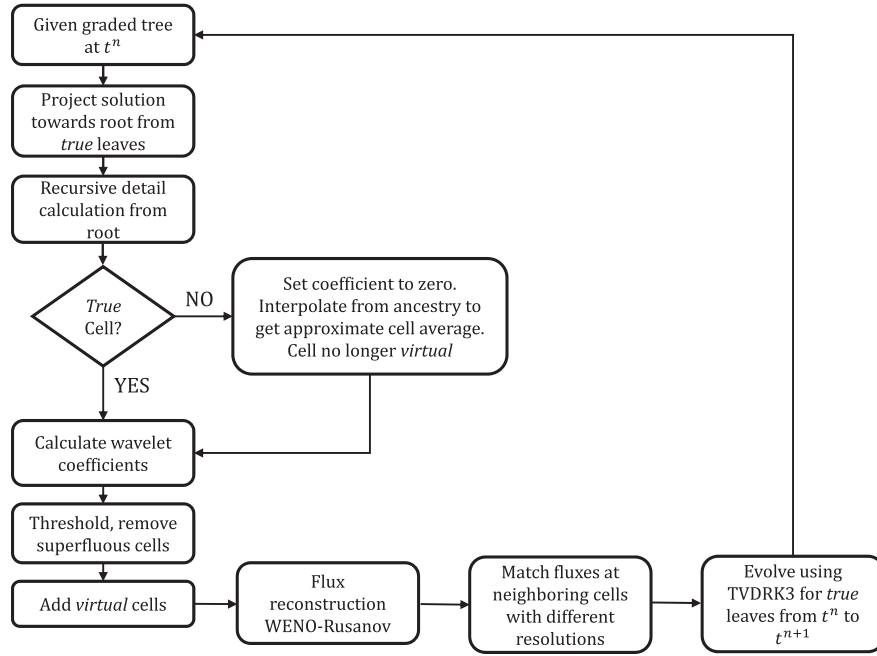 Given graded tree
at tⁿ
Project solution
towards root from
true leaves
Recursive detail
calculation from
root
True
Cell?
NO
Set coefficient to zero.
Interpolate from ancestry to
get approximate cell average.
Cell no longer virtual
YES
Calculate wavelet
coefficients
Threshold, remove
superfluous cells
Add virtual cells
Flux
reconstruction
WENO-Rusanov
Match fluxes at
neighboring cells
with different
resolutions
Evolve using
TVDRK3 for true
leaves from tⁿ to
tⁿ⁺¹